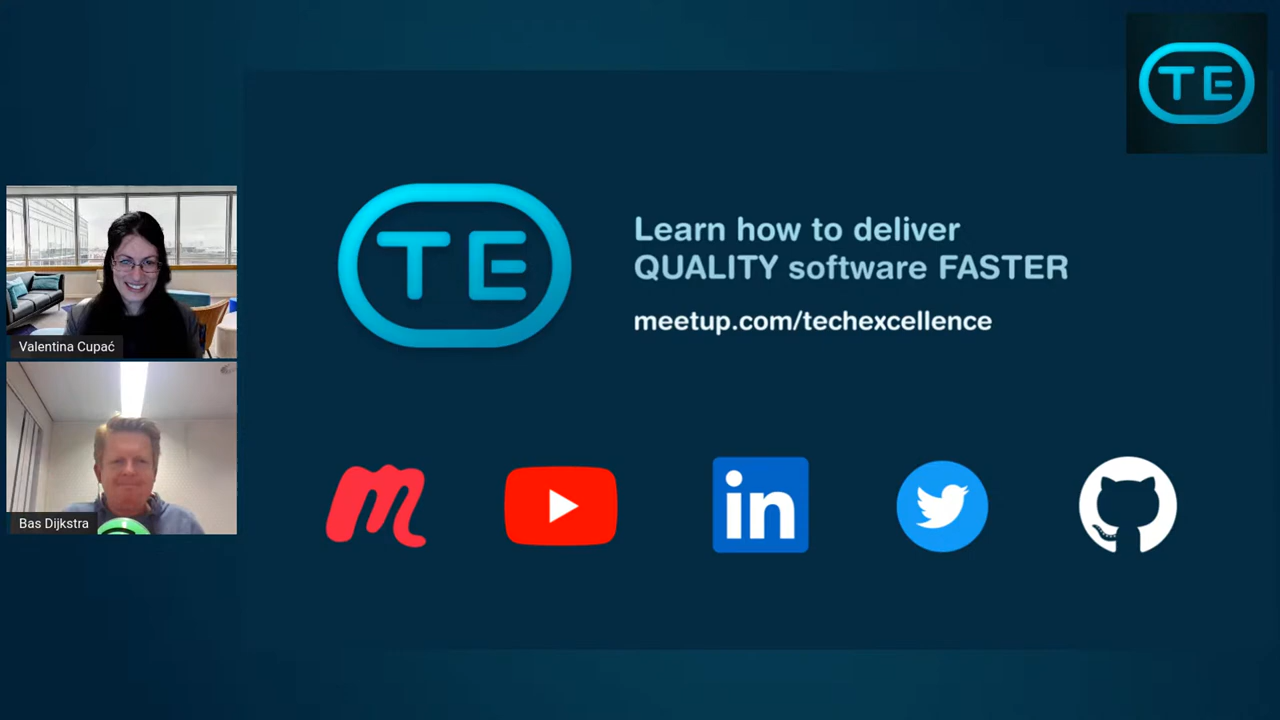 TE
Valentina Cupać
Bas Dijkstra
TE
Learn how to deliver
QUALITY software FASTER
meetup.com/techexcellence
m
in